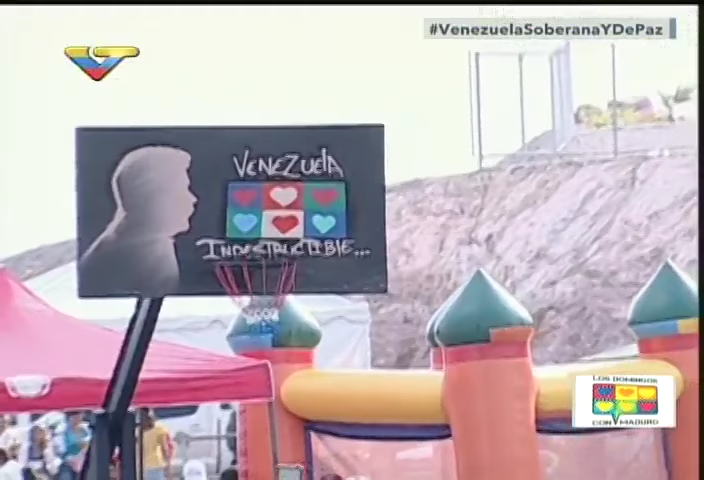 #VenezuelaSoberanaYDePaz
VENEZUELA
INDESTRUCTIBLE...
LOS DOMINGOS
CON MADURO